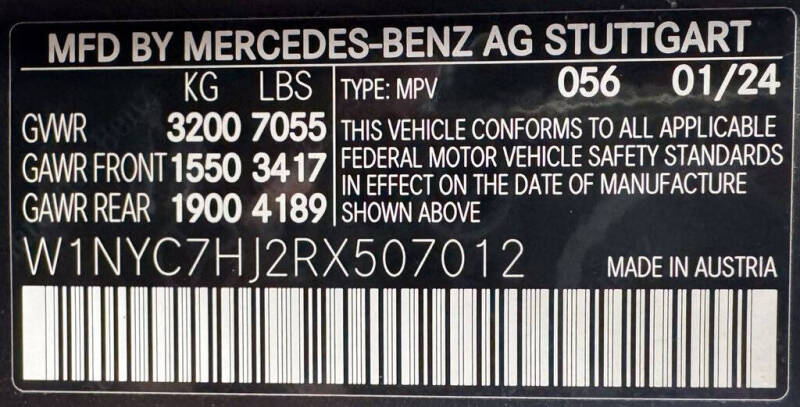 MFD BY MERCEDES-BENZ AG STUTTGART
KG LBS
GVWR 3200 7055
GAWR FRONT 1550 3417
GAWR REAR 1900 4189
TYPE: MPV 056 01/24
THIS VEHICLE CONFORMS TO ALL APPLICABLE
FEDERAL MOTOR VEHICLE SAFETY STANDARDS
IN EFFECT ON THE DATE OF MANUFACTURE
SHOWN ABOVE
W1NYC7HJ2RX507012
MADE IN AUSTRIA